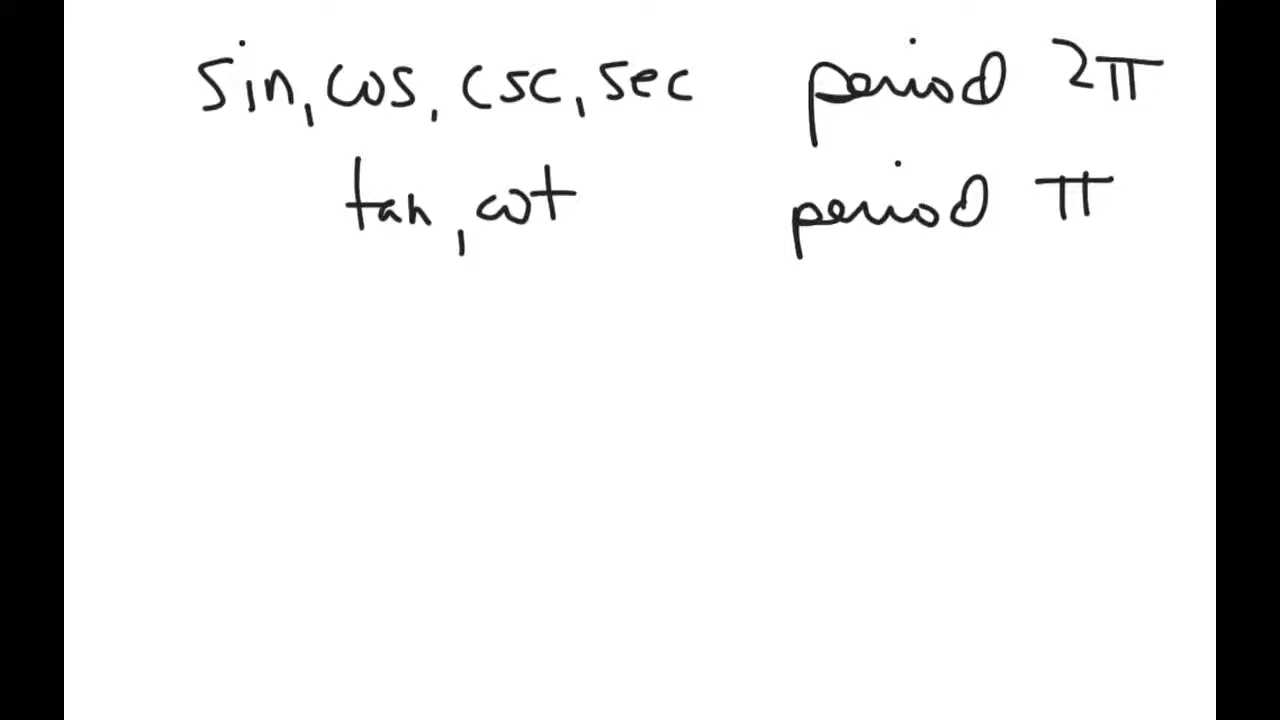 sin, cos, csc, sec period 2π
tan, cot period π